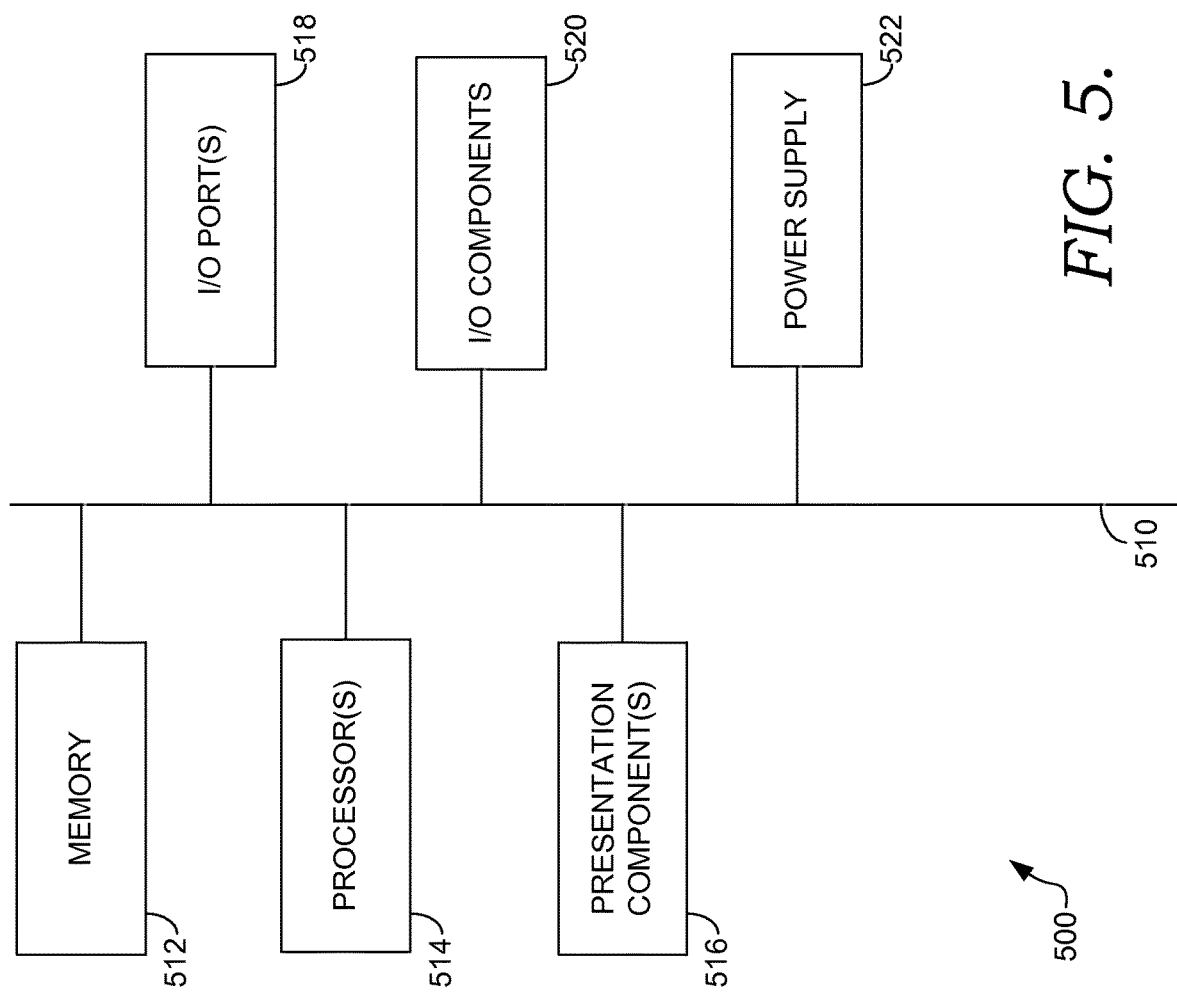 MEMORY
512
PROCESSOR(S)
514
PRESENTATION
COMPONENT(S)
516
I/O PORT(S)
518
I/O COMPONENTS
520
POWER SUPPLY
522
510
500
FIG. 5.